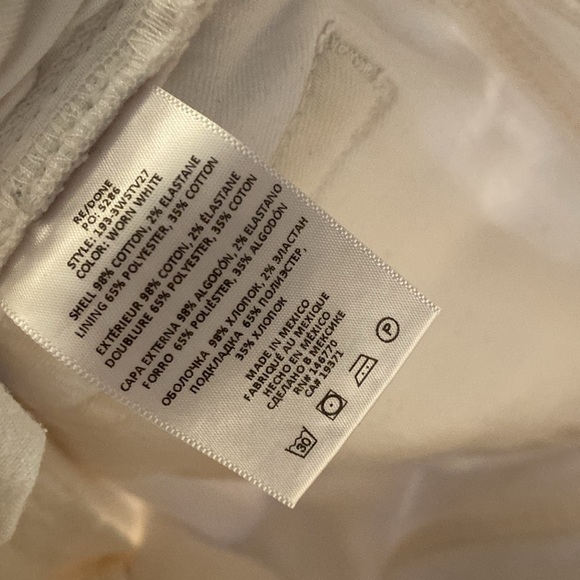 RE/DONE
PO: 5286
STYLE: 193-3WSTV27
COLOR: WORN WHITE
SHELL 98% COTTON, 2% ELASTANE
LINING 65% POLYESTER, 35% COTTON
EXTÉRIEUR 98% COTON, 2% ÉLASTANE
DOUBLURE 65% POLYESTER, 35% COTON
CAPA EXTERNA 98% ALGODÓN, 2% ELASTANO
FORRO 65% POLIÉSTER, 35% ALGODÓN
ОБОЛОЧКА 98% ХЛОПОК, 2% ЭЛАСТАН
ПОДКЛАДКА 65% ПОЛИЭСТЕР,
35% ХЛОПОК
MADE IN MEXICO
FABRIQUÉ AU MEXIQUE
HECHO EN MÉXICO
СДЕЛАНО В МЕКСИКЕ
RN# 146770
CA# 19371
30 P